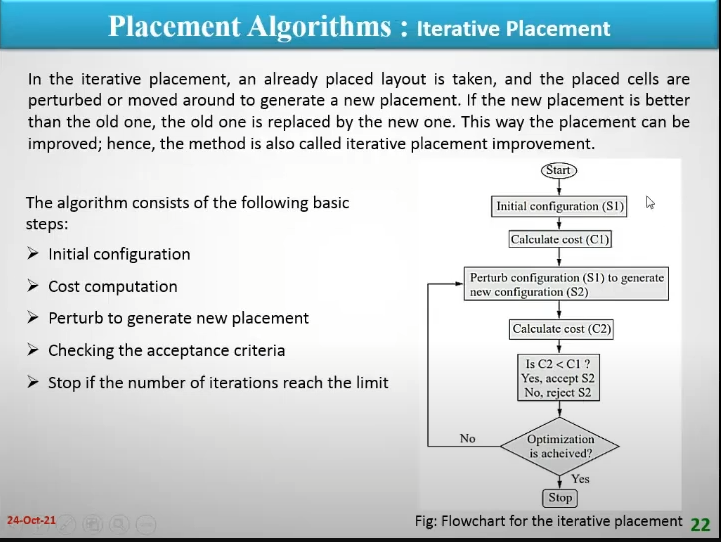 Placement Algorithms : Iterative Placement
In the iterative placement, an already placed layout is taken, and the placed cells are
perturbed or moved around to generate a new placement. If the new placement is better
than the old one, the old one is replaced by the new one. This way the placement can be
improved; hence, the method is also called iterative placement improvement.
The algorithm consists of the following basic
steps:
➢ Initial configuration
➢ Cost computation
➢ Perturb to generate new placement
➢ Checking the acceptance criteria
➢ Stop if the number of iterations reach the limit
Start
Initial configuration (S1)
Calculate cost (C1)
Perturb configuration (S1) to generate
new configuration (S2)
Calculate cost (C2)
Is C2 < C1 ?
Yes, accept S2
No, reject S2
No
Optimization
is acheived?
Yes
Stop
Fig: Flowchart for the iterative placement
24-Oct-21
22